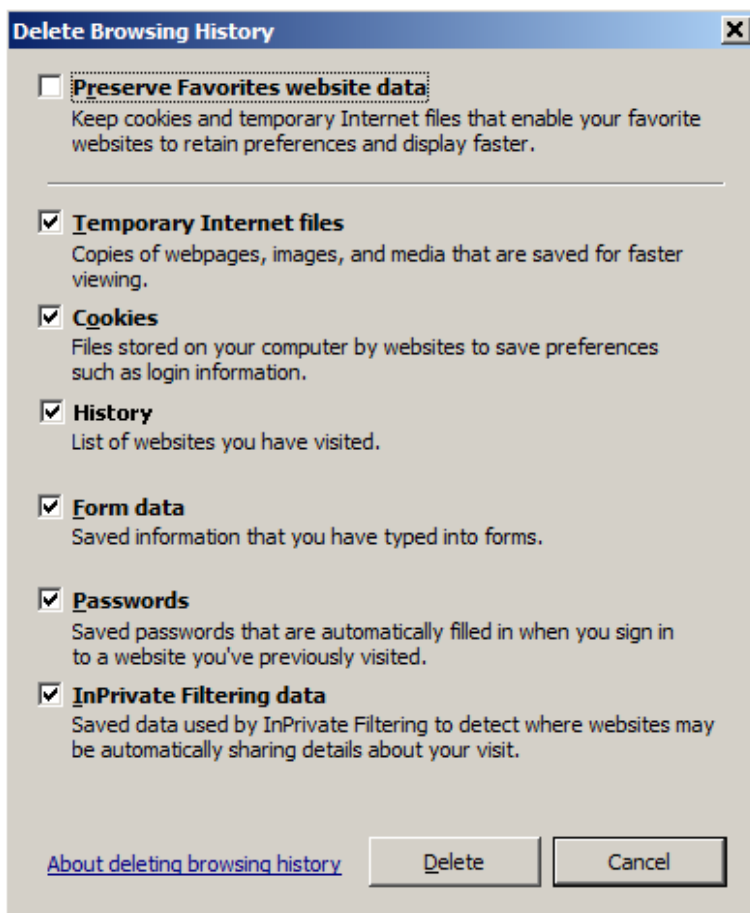 Delete Browsing History
Preserve Favorites website data
Keep cookies and temporary Internet files that enable your favorite
websites to retain preferences and display faster.
Temporary Internet files
Copies of webpages, images, and media that are saved for faster
viewing.
Cookies
Files stored on your computer by websites to save preferences
such as login information.
History
List of websites you have visited.
Form data
Saved information that you have typed into forms.
Passwords
Saved passwords that are automatically filled in when you sign in
to a website you've previously visited.
InPrivate Filtering data
Saved data used by InPrivate Filtering to detect where websites may
be automatically sharing details about your visit.
About deleting browsing history Delete Cancel